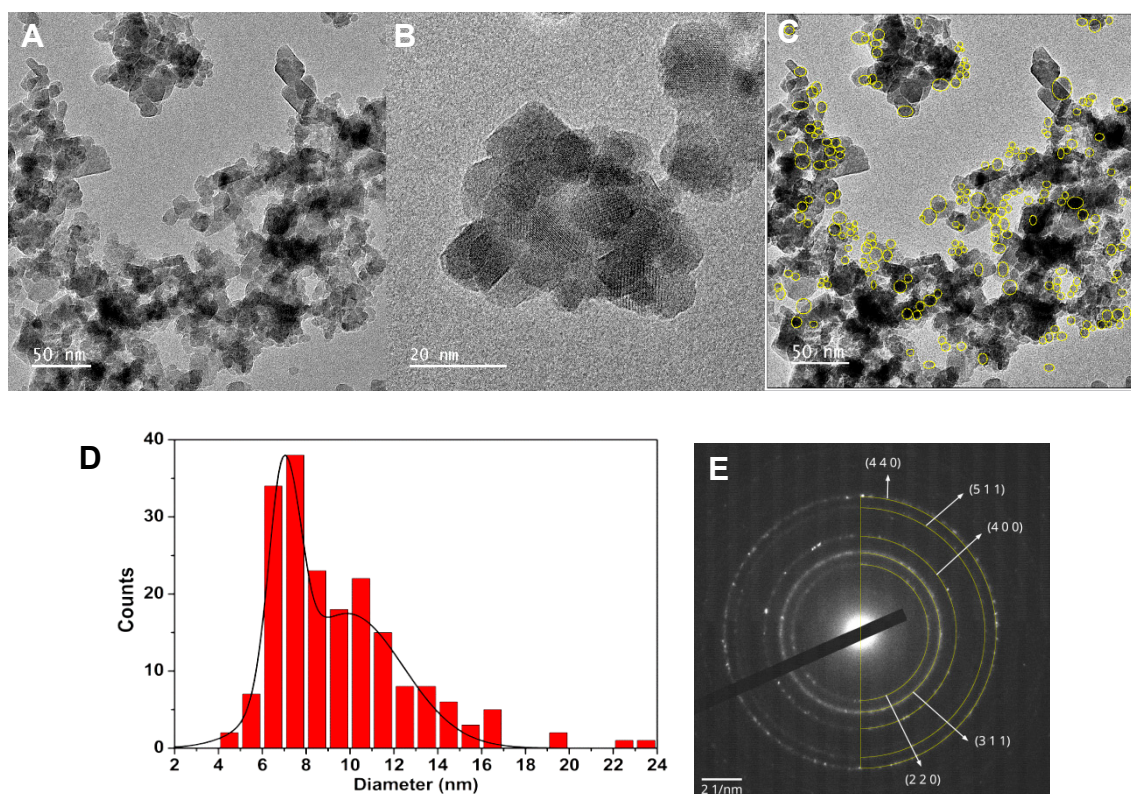 A
B
C
50 nm
20 nm
50 nm
D
40
30
20
10
0
Counts
2 4 6 8 10 12 14 16 18 20 22 24
Diameter (nm)
E
(4 4 0)
(5 1 1)
(4 0 0)
(3 1 1)
(2 2 0)
2 1/nm